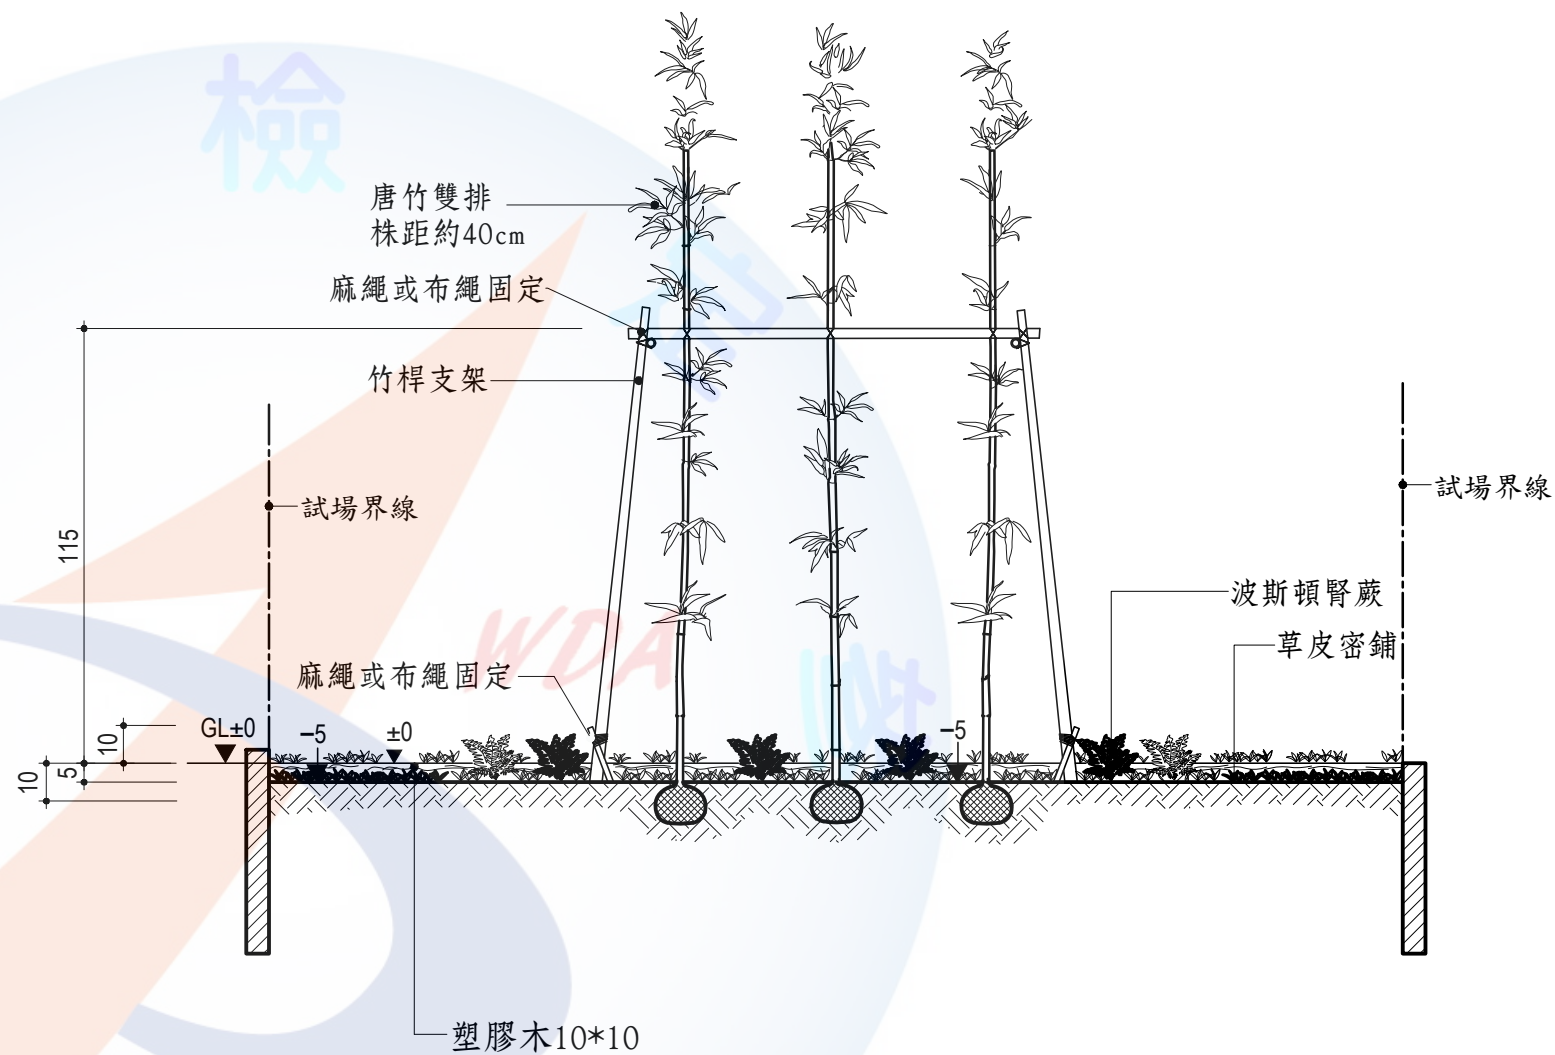 檢
唐竹雙排
株距約40cm
麻繩或布繩固定
竹桿支架
115
試場界線
試場界線
波斯頓腎蕨
WDA
草皮密鋪
麻繩或布繩固定
GL±0
-5
±0
-5
10
5
10
塑膠木10*10